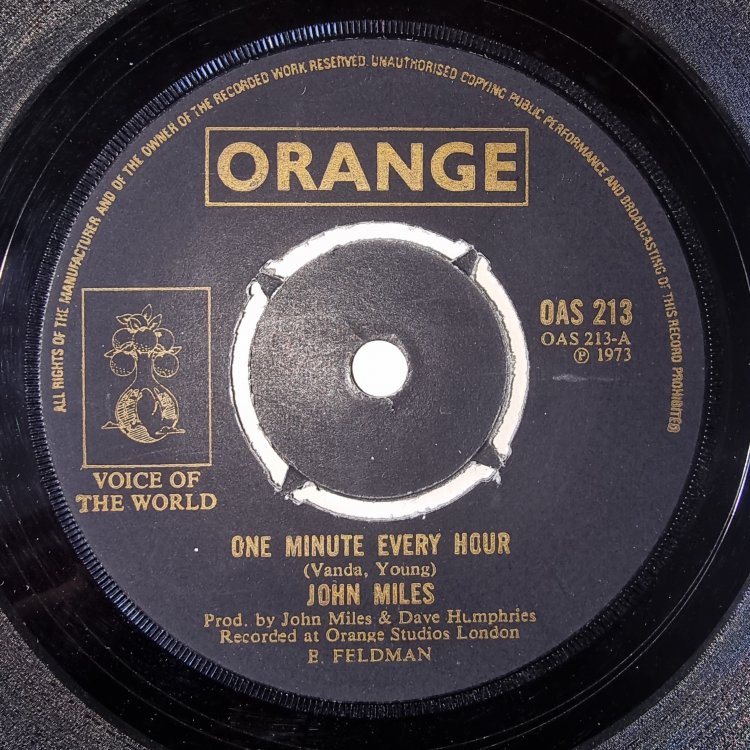 ALL RIGHTS OF THE MANUFACTURER AND OF THE OWNER OF THE RECORDED WORK RESERVED. UNAUTHORISED COPYING PUBLIC PERFORMANCE AND BROADCASTING OF THIS RECORD PROHIBITED
ORANGE
OAS 213
OAS 213-A
℗ 1973
VOICE OF
THE WORLD
ONE MINUTE EVERY HOUR
(Vanda, Young)
JOHN MILES
Prod. by John Miles & Dave Humphries
Recorded at Orange Studios London
B. FELDMAN